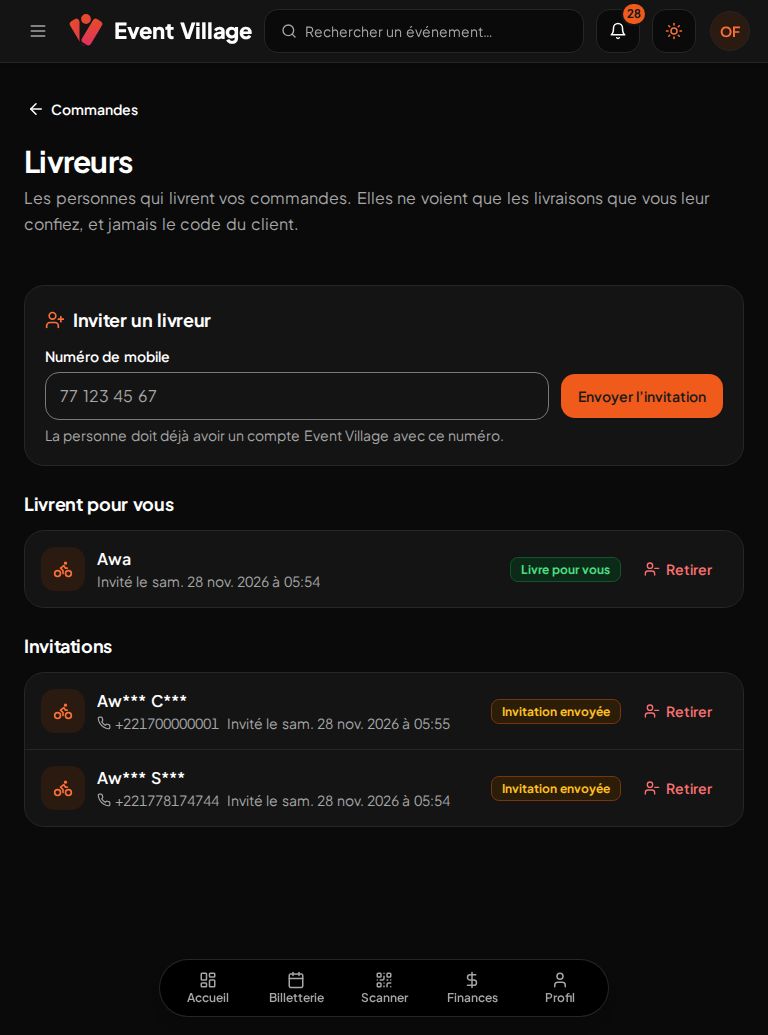 Event Village
Rechercher un événement...
28
OF
Commandes
Livreurs
Les personnes qui livrent vos commandes. Elles ne voient que les livraisons que vous leur
confiez, et jamais le code du client.
Inviter un livreur
Numéro de mobile
77 123 45 67
Envoyer l'invitation
La personne doit déjà avoir un compte Event Village avec ce numéro.
Livrent pour vous
Awa
Livre pour vous
Retirer
Invité le sam. 28 nov. 2026 à 05:54
Invitations
Aw*** C***
Invitation envoyée
Retirer
+221700000001 Invité le sam. 28 nov. 2026 à 05:55
Aw*** S***
Invitation envoyée
Retirer
+221778174744 Invité le sam. 28 nov. 2026 à 05:54
Accueil
Billetterie
Scanner
Finances
Profil